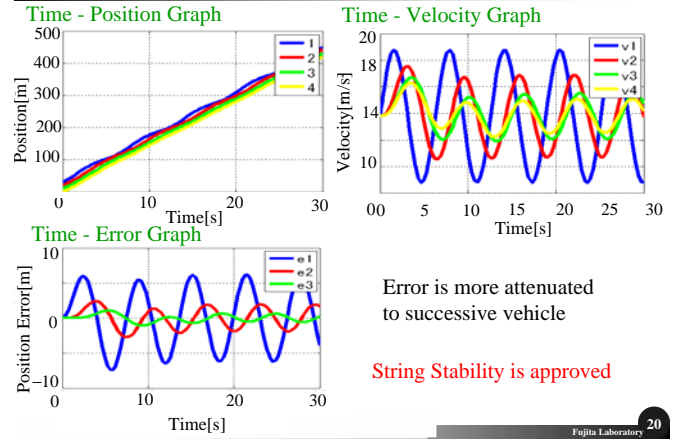 Time - Position Graph
Position[m]
500
400
300
200
100
0
10
20
30
Time[s]
1
2
3
4
Time - Velocity Graph
Velocity[m/s]
20
18
14
10
00
5
10
15
20
25
30
Time[s]
v1
v2
v3
v4
Time - Error Graph
Position Error[m]
10
0
−10
0
10
20
30
Time[s]
e1
e2
e3
Error is more attenuated
to successive vehicle
String Stability is approved
Fujita Laboratory
20